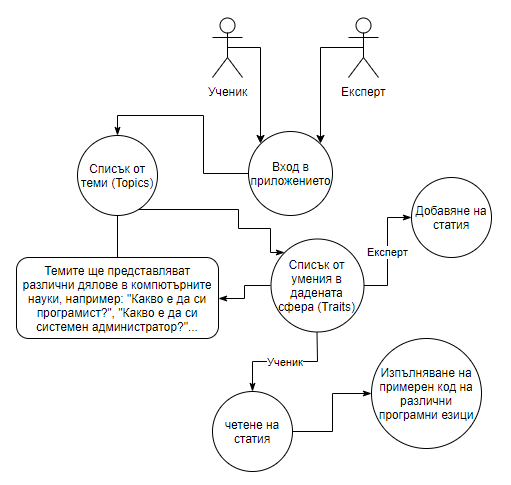 Ученик
Експерт
Вход в
приложението
Списък от
теми (Topics)
Добавяне на
статия
Експерт
Темите ще представляват
различни дялове в компютърните
науки, например: "Какво е да си
програмист?", "Какво е да си
системен администратор?"...
Списък от
умения в
дадената
сфера (Traits)
Ученик
Изпълняване на
примерен код на
различни
програмни езици
четене на
статия